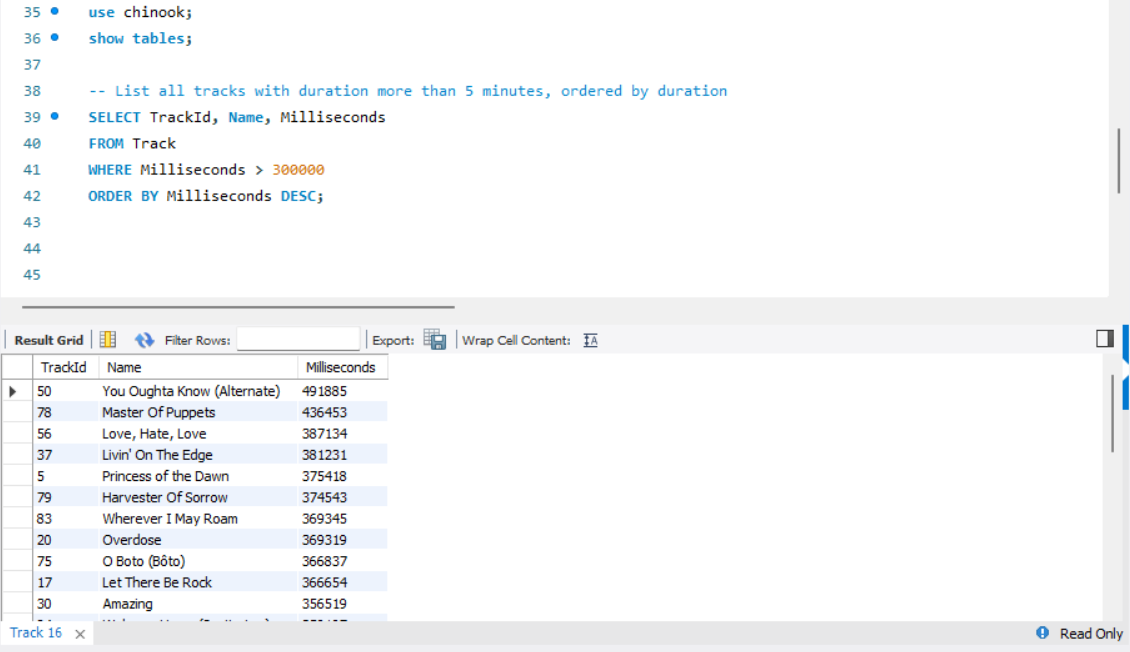 35 use chinook;
36 show tables;
37
38 -- List all tracks with duration more than 5 minutes, ordered by duration
39 SELECT TrackId, Name, Milliseconds
40 FROM Track
41 WHERE Milliseconds > 300000
42 ORDER BY Milliseconds DESC;
43
44
45
Result Grid Filter Rows: Export: Wrap Cell Content: IA
TrackId Name Milliseconds
50 You Oughta Know (Alternate) 491885
78 Master Of Puppets 436453
56 Love, Hate, Love 387134
37 Livin' On The Edge 381231
5 Princess of the Dawn 375418
79 Harvester Of Sorrow 374543
83 Wherever I May Roam 369345
20 Overdose 369319
75 O Boto (Bôto) 366837
17 Let There Be Rock 366654
30 Amazing 356519
Track 16 Read Only